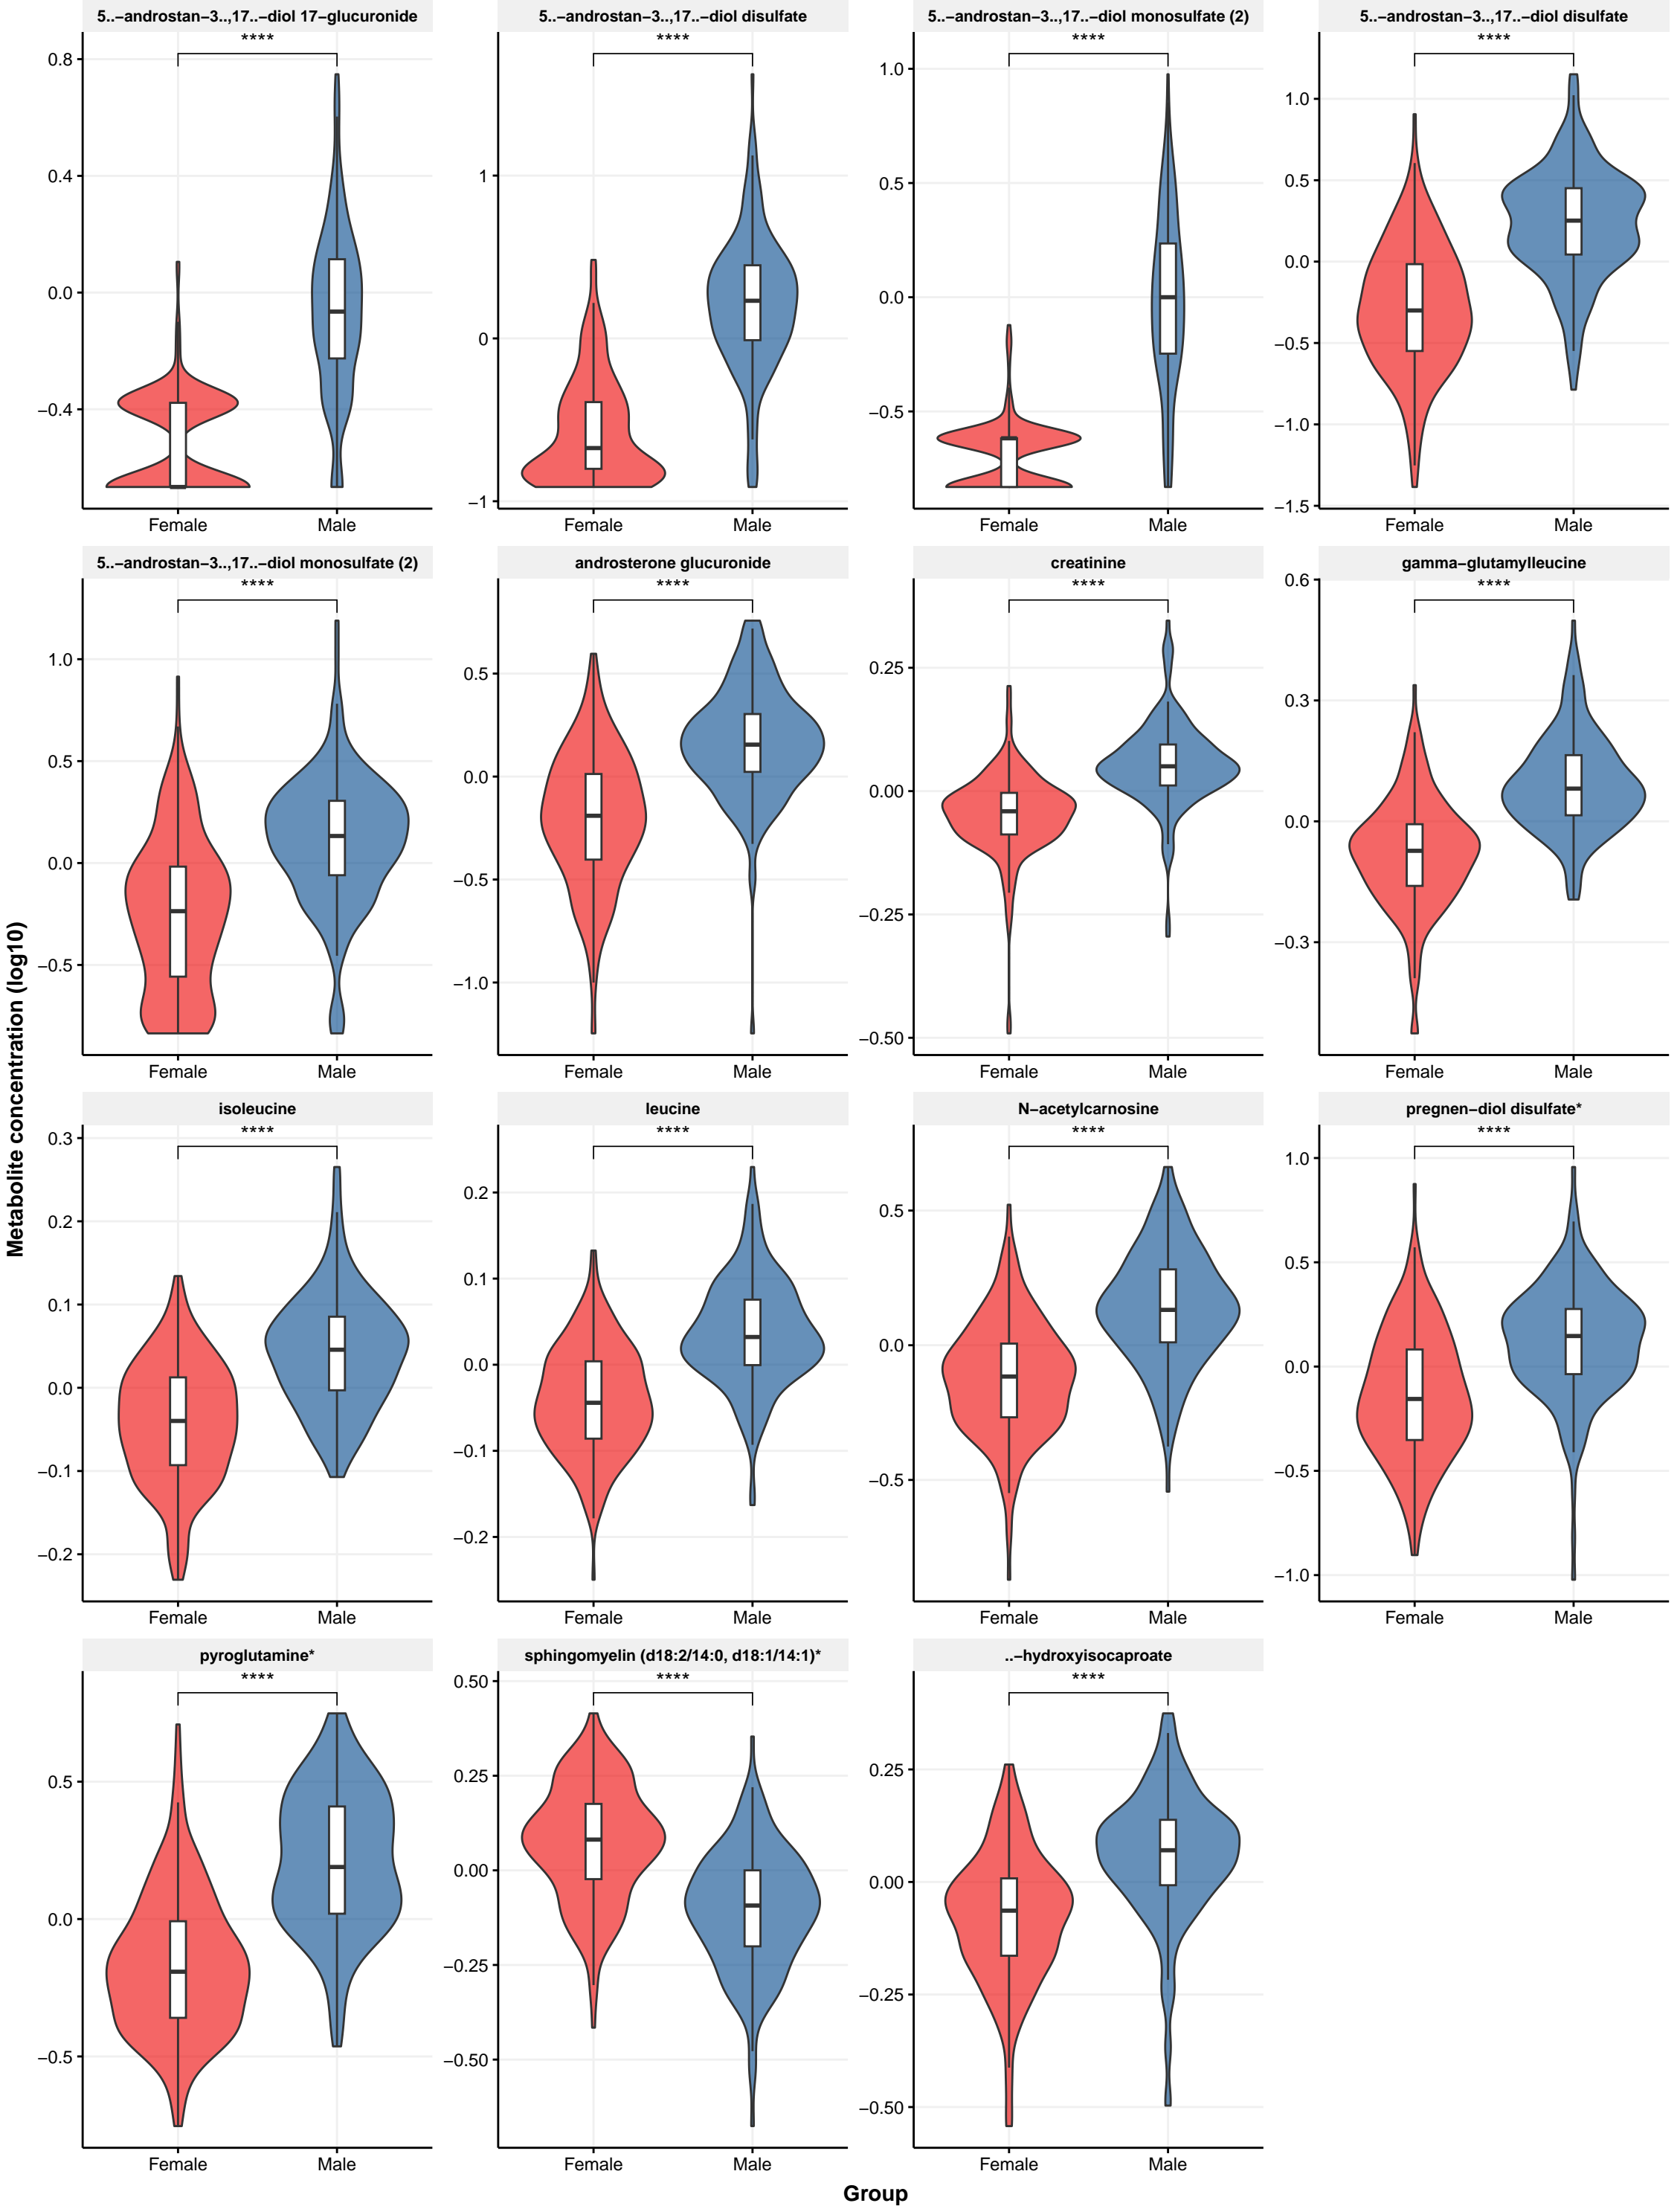 5..−androstan−3..,17..−diol 17−glucuronide
5..−androstan−3..,17..−diol disulfate
5..−androstan−3..,17..−diol monosulfate (2)
5..−androstan−3..,17..−diol disulfate
**** **** **** ****
0.8
0.4
0.0
−0.4
1
0
−1
1.0
0.5
0.0
−0.5
1.0
0.5
0.0
−0.5
−1.0
−1.5
Female Male Female Male Female Male Female Male
5..−androstan−3..,17..−diol monosulfate (2)
androsterone glucuronide
creatinine
gamma−glutamylleucine
**** **** **** ****
1.0
0.5
0.0
−0.5
0.5
0.0
−0.5
−1.0
0.25
0.00
−0.25
−0.50
0.6
0.3
0.0
−0.3
Female Male Female Male Female Male Female Male
Metabolite concentration (log10)
isoleucine
leucine
N−acetylcarnosine
pregnen−diol disulfate*
**** **** **** ****
0.3
0.2
0.1
0.0
−0.1
−0.2
0.2
0.1
0.0
−0.1
−0.2
0.5
0.0
−0.5
1.0
0.5
0.0
−0.5
−1.0
Female Male Female Male Female Male Female Male
pyroglutamine*
sphingomyelin (d18:2/14:0, d18:1/14:1)*
..−hydroxyisocaproate
**** **** ****
0.5
0.0
−0.5
0.50
0.25
0.00
−0.25
−0.50
0.25
0.00
−0.25
−0.50
Female Male Female Male Female Male
Group